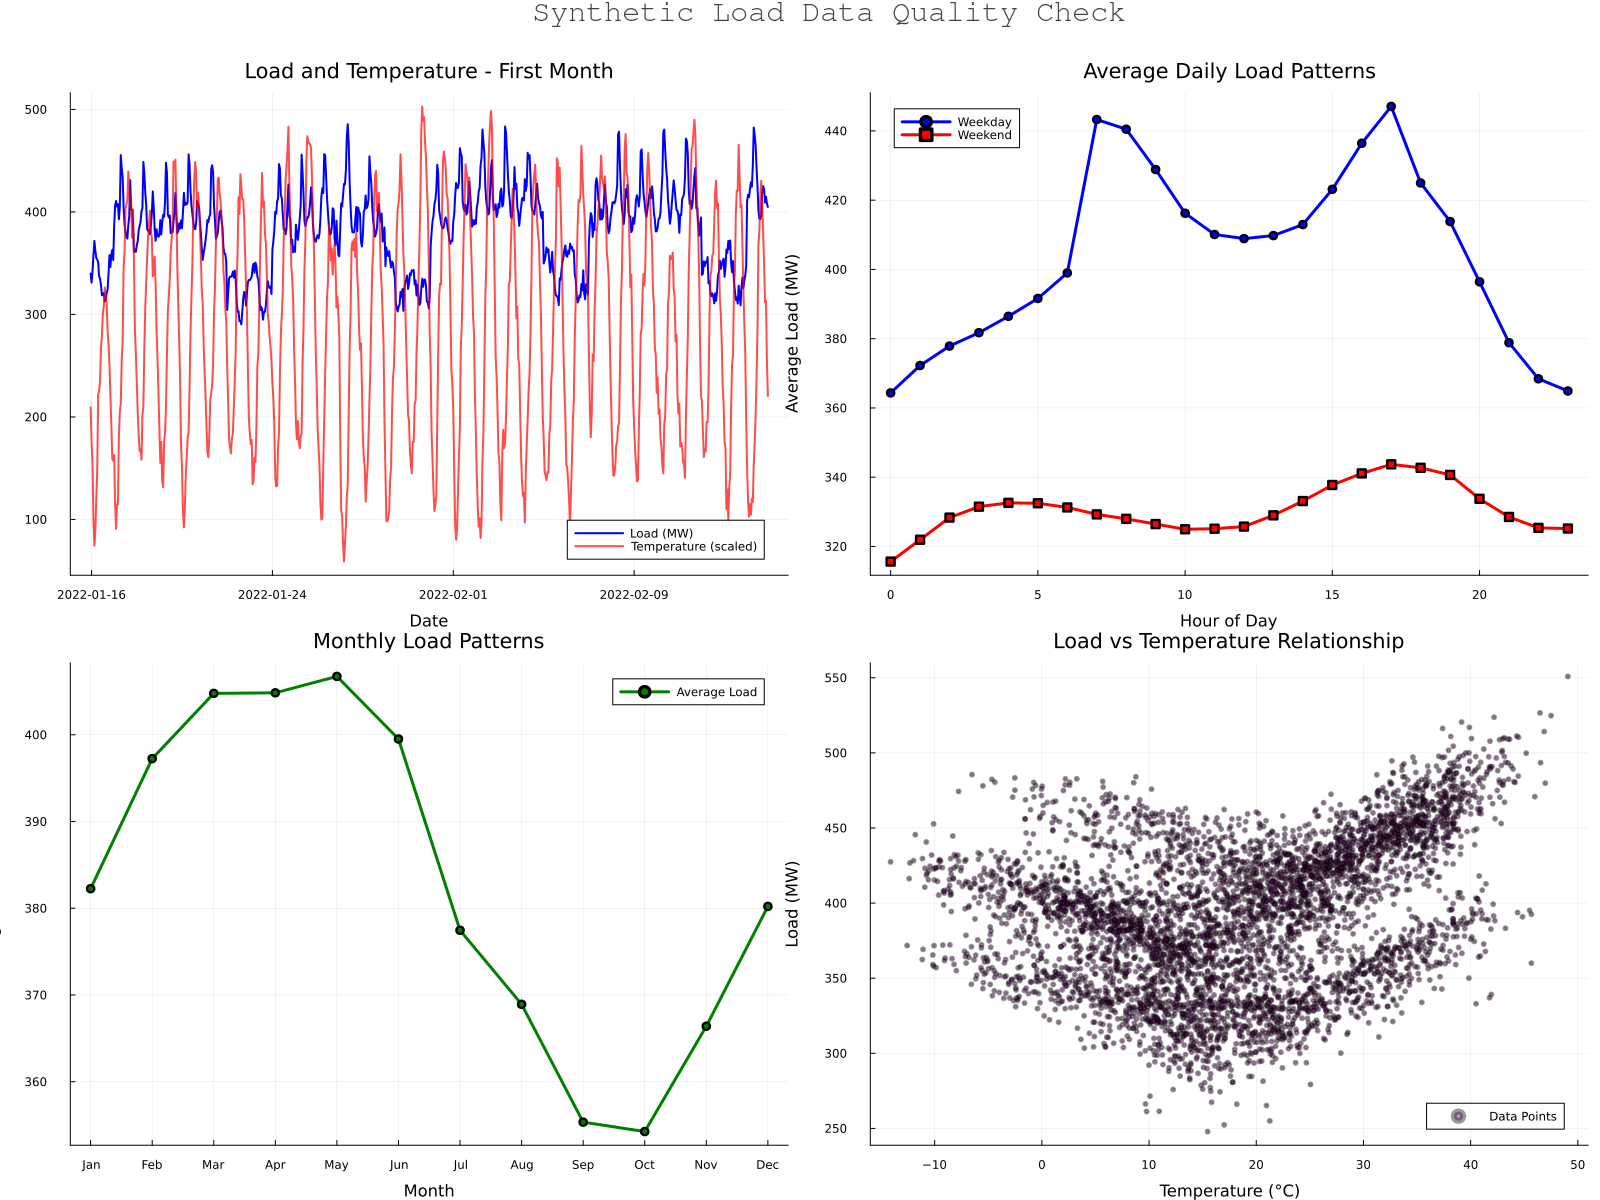 Synthetic Load Data Quality Check
Load and Temperature - First Month
500
400
300
200
100
Load (MW)
Temperature (scaled)
2022-01-16
2022-01-24
2022-02-01
2022-02-09
Date
Average Daily Load Patterns
Average Load (MW)
440
420
400
380
360
340
320
Weekday
Weekend
0
5
10
15
20
Hour of Day
Monthly Load Patterns
400
390
380
370
360
Average Load
Jan
Feb
Mar
Apr
May
Jun
Jul
Aug
Sep
Oct
Nov
Dec
Month
Load vs Temperature Relationship
Load (MW)
550
500
450
400
350
300
250
Data Points
−10
0
10
20
30
40
50
Temperature (°C)